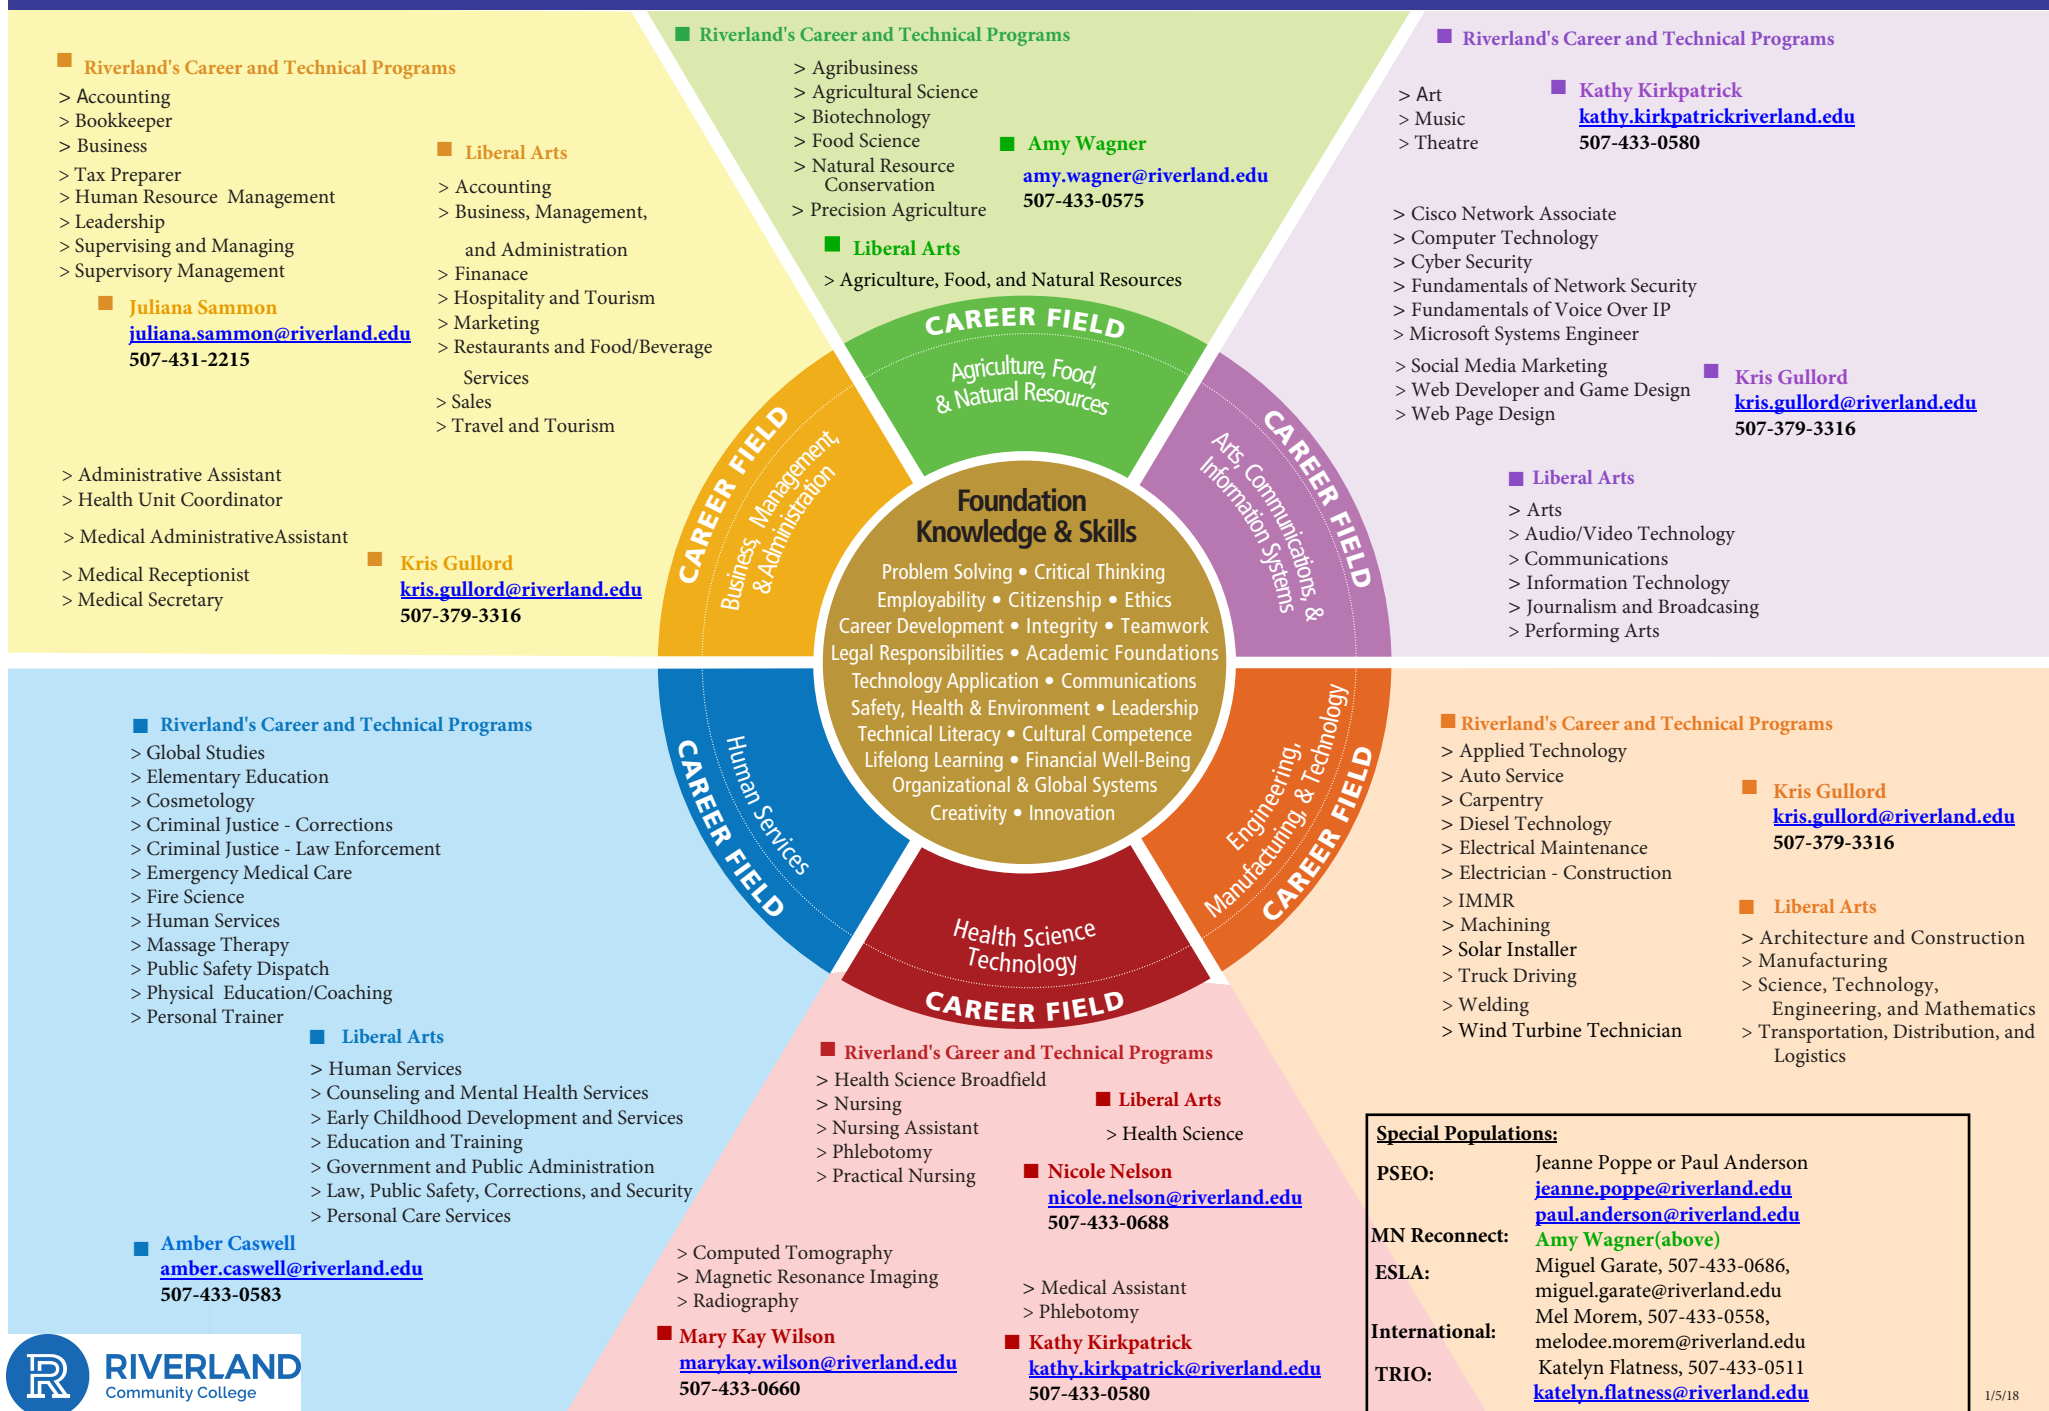 Riverland's Career and Technical Programs
> Accounting
> Bookkeeper
> Business
> Tax Preparer
> Human Resource  Management
> Leadership
> Supervising and Managing
> Supervisory Management
Juliana Sammon
juliana.sammon@riverland.edu
507-431-2215
Liberal Arts
> Accounting
> Business, Management,
and Administration
> Finanace
> Hospitality and Tourism
> Marketing
> Restaurants and Food/Beverage
Services
> Sales
> Travel and Tourism
> Administrative Assistant
> Health Unit Coordinator
> Medical AdministrativeAssistant
> Medical Receptionist
> Medical Secretary
Kris Gullord
kris.gullord@riverland.edu
507-379-3316
CAREER FIELD
Business, Management,
& Administration
Riverland's Career and Technical Programs
> Agribusiness
> Agricultural Science
> Biotechnology
> Food Science
> Natural Resource
Conservation
> Precision Agriculture
Amy Wagner
amy.wagner@riverland.edu
507-433-0575
Liberal Arts
> Agriculture, Food, and Natural Resources
CAREER FIELD
Agriculture, Food,
& Natural Resources
Riverland's Career and Technical Programs
> Art
> Music
> Theatre
Kathy Kirkpatrick
kathy.kirkpatrickriverland.edu
507-433-0580
> Cisco Network Associate
> Computer Technology
> Cyber Security
> Fundamentals of Network Security
> Fundamentals of Voice Over IP
> Microsoft Systems Engineer
> Social Media Marketing
> Web Developer and Game Design
> Web Page Design
Kris Gullord
kris.gullord@riverland.edu
507-379-3316
Liberal Arts
> Arts
> Audio/Video Technology
> Communications
> Information Technology
> Journalism and Broadcasing
> Performing Arts
CAREER FIELD
Arts, Communications, &
Information Systems
Foundation
Knowledge & Skills
Problem Solving • Critical Thinking
Employability • Citizenship • Ethics
Career Development • Integrity • Teamwork
Legal Responsibilities • Academic Foundations
Technology Application • Communications
Safety, Health & Environment • Leadership
Technical Literacy • Cultural Competence
Lifelong Learning • Financial Well-Being
Organizational & Global Systems
Creativity • Innovation
Riverland's Career and Technical Programs
> Global Studies
> Elementary Education
> Cosmetology
> Criminal Justice - Corrections
> Criminal Justice - Law Enforcement
> Emergency Medical Care
> Fire Science
> Human Services
> Massage Therapy
> Public Safety Dispatch
> Physical  Education/Coaching
> Personal Trainer
Liberal Arts
> Human Services
> Counseling and Mental Health Services
> Early Childhood Development and Services
> Education and Training
> Government and Public Administration
> Law, Public Safety, Corrections, and Security
> Personal Care Services
Amber Caswell
amber.caswell@riverland.edu
507-433-0583
CAREER FIELD
Human Services
Health Science
Technology
CAREER FIELD
Riverland's Career and Technical Programs
> Health Science Broadfield
> Nursing
> Nursing Assistant
> Phlebotomy
> Practical Nursing
Liberal Arts
> Health Science
Nicole Nelson
nicole.nelson@riverland.edu
507-433-0688
> Computed Tomography
> Magnetic Resonance Imaging
> Radiography
Mary Kay Wilson
marykay.wilson@riverland.edu
507-433-0660
> Medical Assistant
> Phlebotomy
Kathy Kirkpatrick
kathy.kirkpatrick@riverland.edu
507-433-0580
Engineering,
Manufacturing, & Technology
CAREER FIELD
Riverland's Career and Technical Programs
> Applied Technology
> Auto Service
> Carpentry
> Diesel Technology
> Electrical Maintenance
> Electrician - Construction
> IMMR
> Machining
> Solar Installer
> Truck Driving
> Welding
> Wind Turbine Technician
Kris Gullord
kris.gullord@riverland.edu
507-379-3316
Liberal Arts
> Architecture and Construction
> Manufacturing
> Science, Technology,
Engineering, and Mathematics
> Transportation, Distribution, and
Logistics
Special Populations:
PSEO: Jeanne Poppe or Paul Anderson
jeanne.poppe@riverland.edu
paul.anderson@riverland.edu
MN Reconnect: Amy Wagner(above)
ESLA: Miguel Garate, 507-433-0686,
miguel.garate@riverland.edu
Mel Morem, 507-433-0558,
International: melodee.morem@riverland.edu
TRIO: Katelyn Flatness, 507-433-0511
katelyn.flatness@riverland.edu
R RIVERLAND
Community College
1/5/18